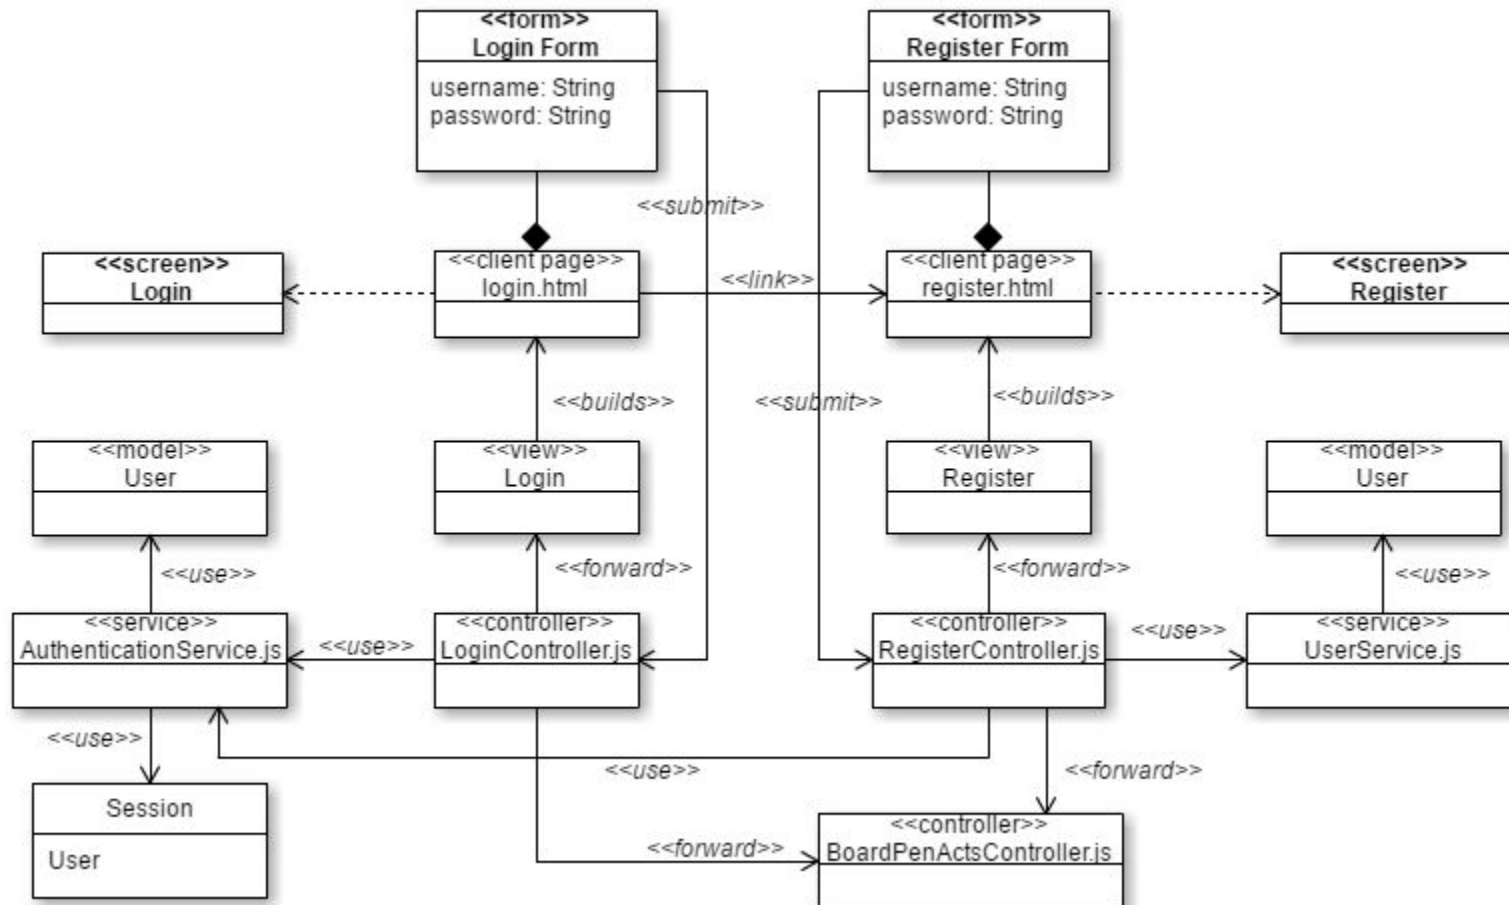 <<form>>
Login Form
username: String
password: String
<<form>>
Register Form
username: String
password: String
<<submit>>
<<screen>>
Login
<<client page>>
login.html
<<link>>
<<client page>>
register.html
<<screen>>
Register
<<builds>>
<<submit>>
<<builds>>
<<model>>
User
<<view>>
Login
<<view>>
Register
<<model>>
User
<<use>>
<<forward>>
<<forward>>
<<use>>
<<service>>
AuthenticationService.js
<<use>>
<<controller>>
LoginController.js
<<controller>>
RegisterController.js
<<use>>
<<service>>
UserService.js
<<use>>
<<use>>
<<forward>>
Session
User
<<forward>>
<<controller>>
BoardPenActsController.js